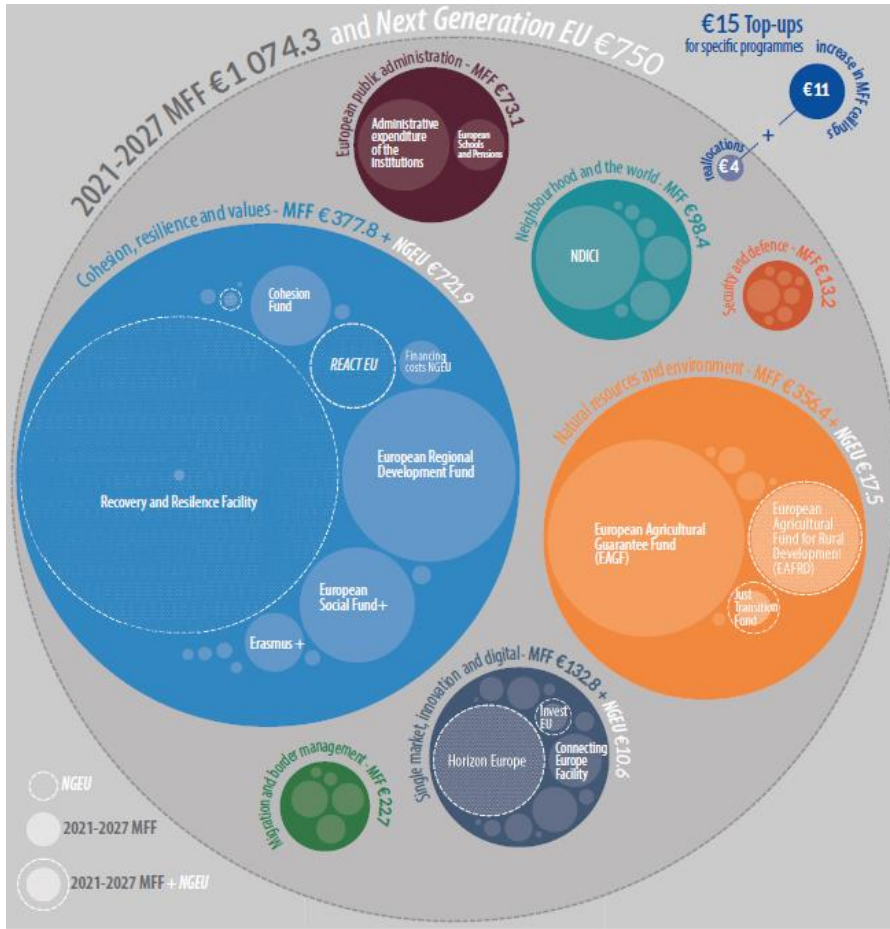 2021-2027 MFF €1 074.3 and Next Generation EU €750
€15 Top-ups
for specific programmes
increase in MFF ceilings
€11
+
reallocations
€4
European public administration - MFF €73.1
Administrative
expenditure
of the
institutions
European
Schools
and Pensions
Neighbourhood and the world - MFF €98.4
NDICI
Security and defence - MFF €13.2
Cohesion, resilience and values - MFF €377.8 + NGEU €721.9
Cohesion
Fund
REACT EU
Financing
costs NGEU
European Regional
Development Fund
Recovery and Resilence Facility
European
Social Fund+
Erasmus +
Natural resources and environment - MFF €356.4 + NGEU €17.5
European Agricultural
Guarantee Fund
(EAGF)
European
Agricultural
Fund for Rural
Development
(EAFRD)
Just
Transition
Fund
Single market, innovation and digital- MFF €132.8 + NGEU €10.6
Invest
EU
Horizon Europe
Connecting
Europe
Facility
Migration and border management - MFF €22.7
NGEU
2021-2027 MFF
2021-2027 MFF + NGEU